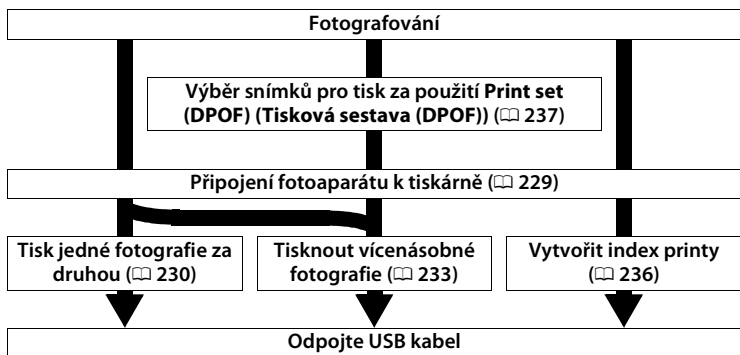 Fotografování
Výběr snímků pro tisk za použití Print set
(DPOF) (Tisková sestava (DPOF)) (📖 237)
Připojení fotoaparátu k tiskárně (📖 229)
Tisk jedné fotografie za
druhou (📖 230)
Tisknout vícenásobné
fotografie (📖 233)
Vytvořit index printy
(📖 236)
Odpojte USB kabel